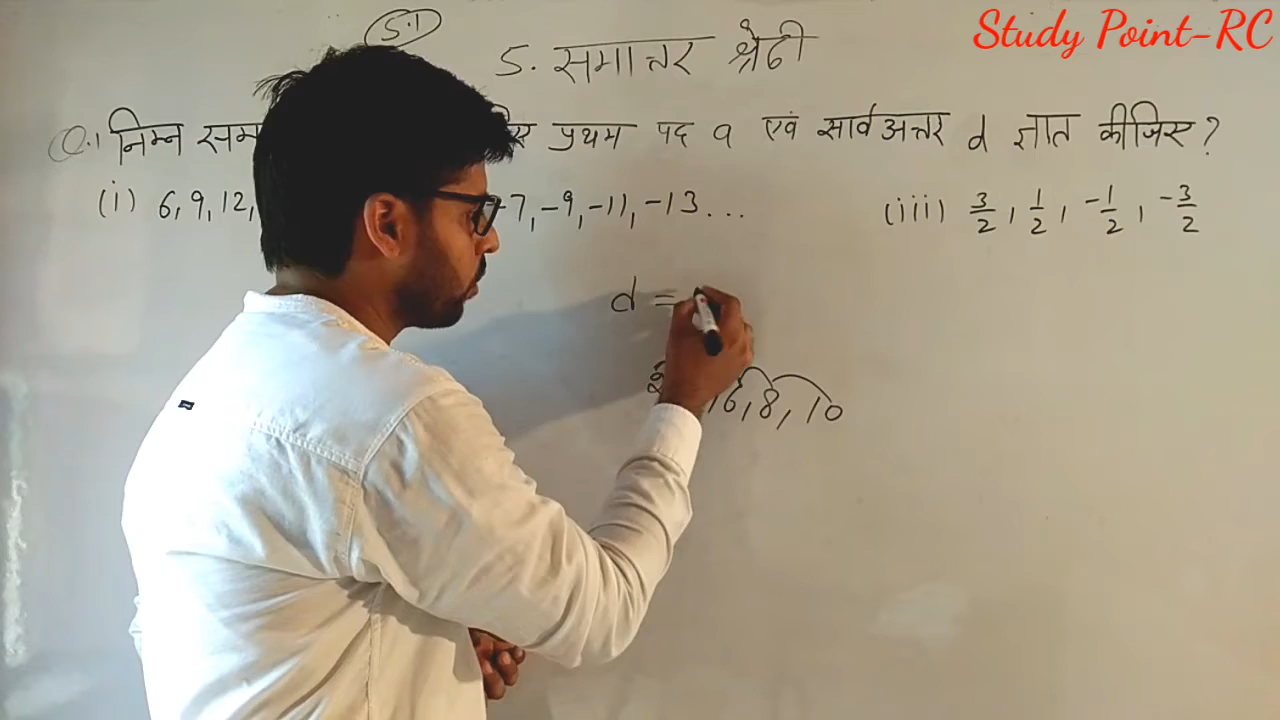 Study Point-RC
5.1
5. समान्तर श्रेढी
Q.1 निम्न सम प्रथम पद a एवं सार्वअन्तर d ज्ञात कीजिए?
(i) 6, 9, 12, -7, -9, -11, -13... (iii) 3/2, 1/2, -1/2, -3/2
d =
, 6, 8, 10